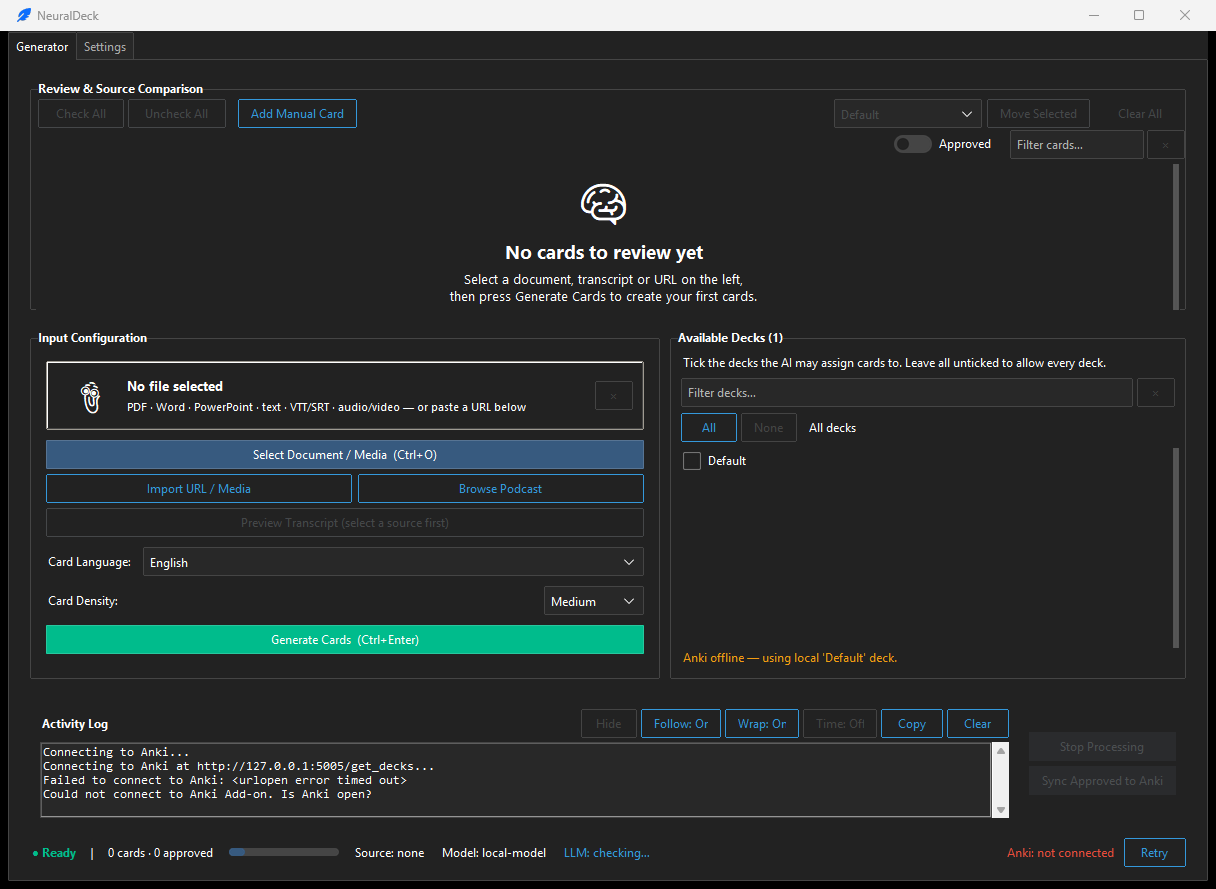 NeuralDeck
Generator Settings
Review & Source Comparison
Check All Uncheck All Add Manual Card Default Move Selected Clear All
Approved Filter cards... ×
No cards to review yet
Select a document, transcript or URL on the left,
then press Generate Cards to create your first cards.
Input Configuration
No file selected
PDF · Word · PowerPoint · text · VTT/SRT · audio/video — or paste a URL below
×
Select Document / Media (Ctrl+O)
Import URL / Media Browse Podcast
Preview Transcript (select a source first)
Card Language: English
Card Density: Medium
Generate Cards (Ctrl+Enter)
Available Decks (1)
Tick the decks the AI may assign cards to. Leave all unticked to allow every deck.
Filter decks... ×
All None All decks
Default
Anki offline — using local 'Default' deck.
Activity Log Hide Follow: Or Wrap: Or Time: Off Copy Clear
Connecting to Anki...
Connecting to Anki at http://127.0.0.1:5005/get_decks...
Failed to connect to Anki: <urlopen error timed out>
Could not connect to Anki Add-on. Is Anki open?
Stop Processing
Sync Approved to Anki
● Ready | 0 cards · 0 approved Source: none Model: local-model LLM: checking... Anki: not connected Retry